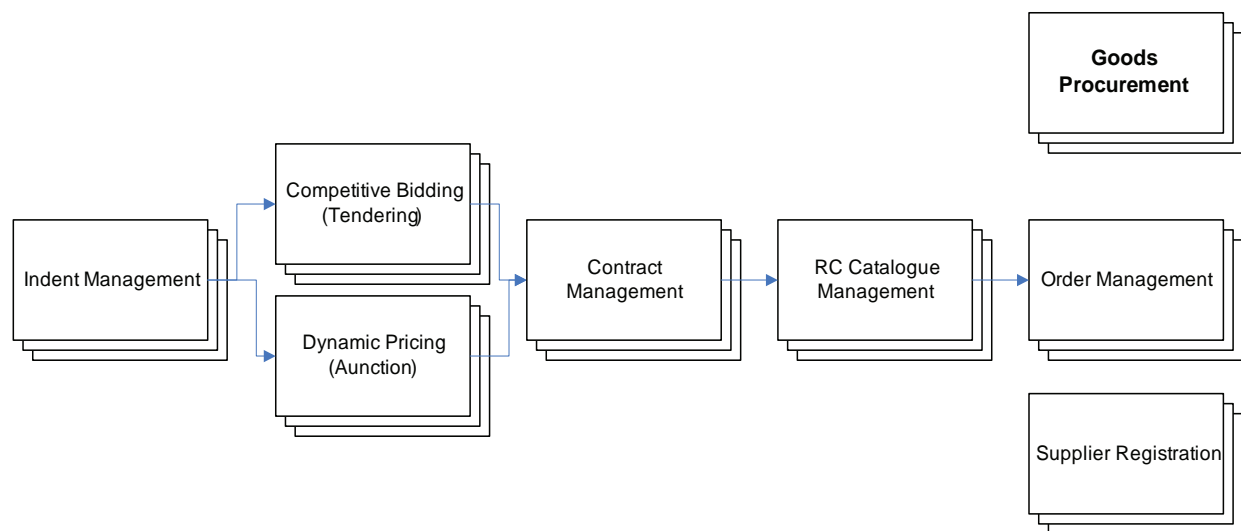 Goods
Procurement
Competitive Bidding
(Tendering)
Indent Management
Contract
Management
RC Catalogue
Management
Order Management
Dynamic Pricing
(Aunction)
Supplier Registration